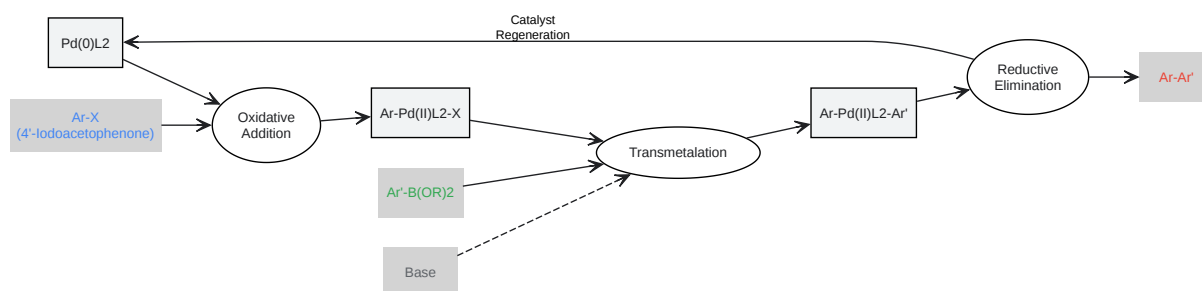 Catalyst
Regeneration
Pd(0)L2
Ar-X
(4'-Iodoacetophenone)
Oxidative
Addition
Ar-Pd(II)L2-X
Ar'-B(OR)2
Base
Transmetalation
Ar-Pd(II)L2-Ar'
Reductive
Elimination
Ar-Ar'